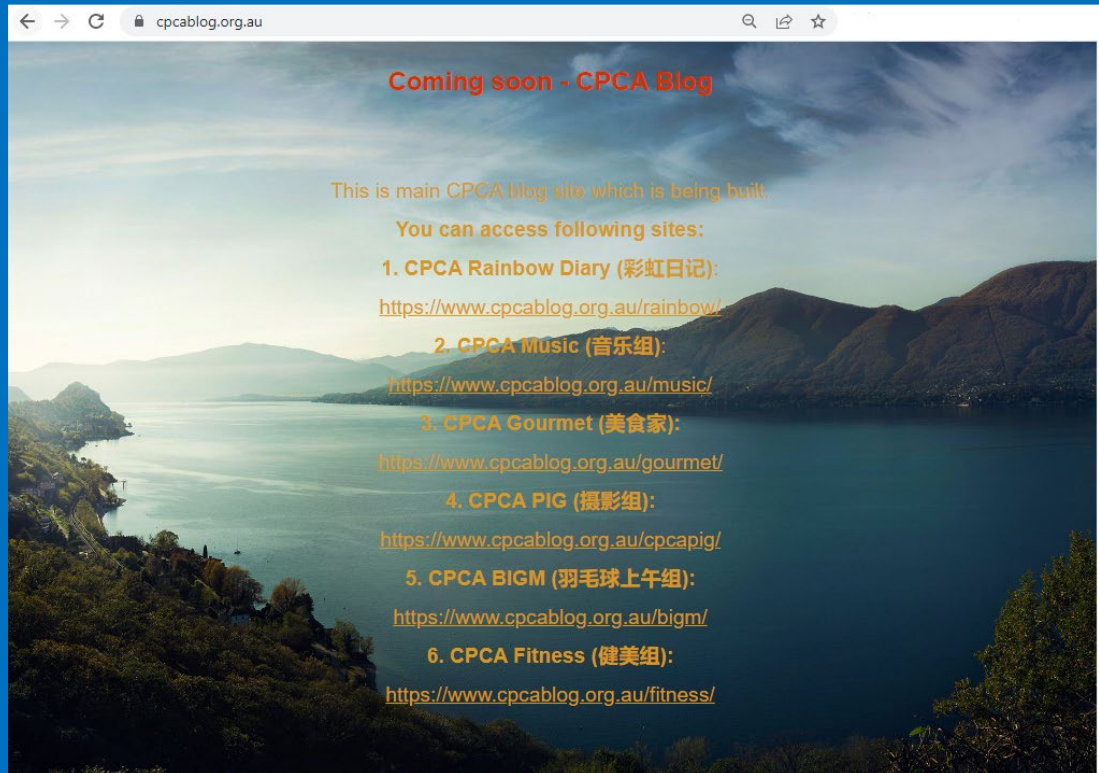 cpcablog.org.au
Coming soon - CPCA Blog
This is main CPCA blog site which is being built.
You can access following sites:
1. CPCA Rainbow Diary (彩虹日记):
https://www.cpcablog.org.au/rainbow/
2. CPCA Music (音乐组):
https://www.cpcablog.org.au/music/
3. CPCA Gourmet (美食家):
https://www.cpcablog.org.au/gourmet/
4. CPCA PIG (摄影组):
https://www.cpcablog.org.au/cpcapig/
5. CPCA BIGM (羽毛球上午组):
https://www.cpcablog.org.au/bigm/
6. CPCA Fitness (健美组):
https://www.cpcablog.org.au/fitness/